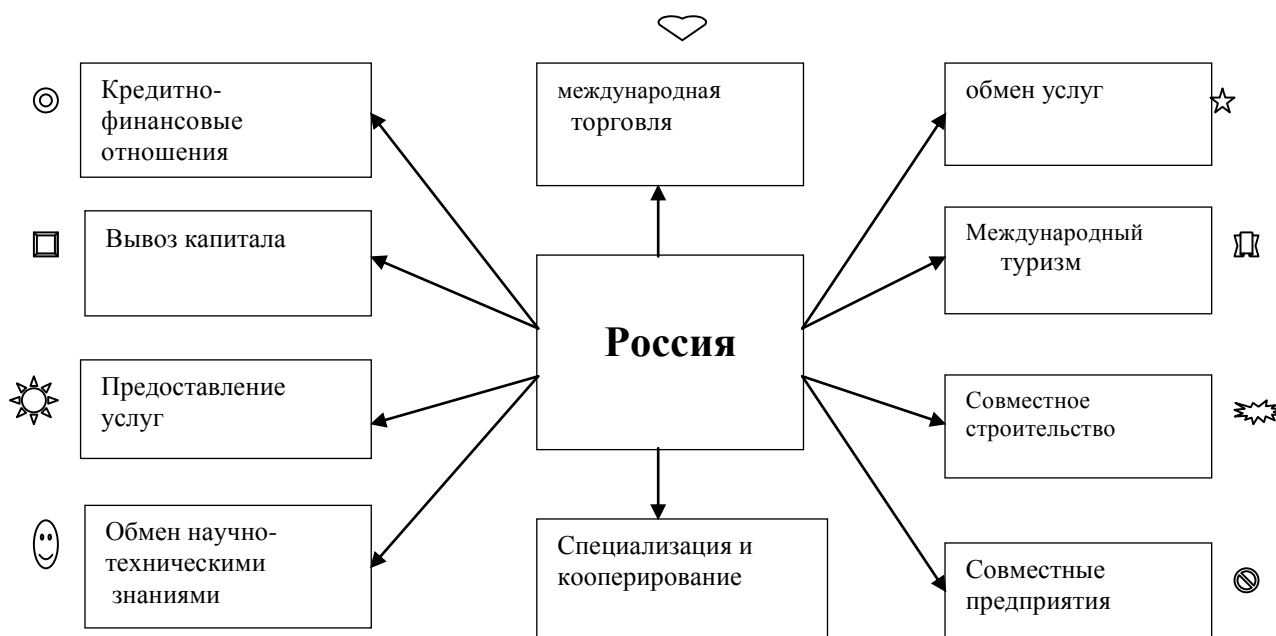 Кредитно-
финансовые
отношения
международная
торговля
обмен услуг
Вывоз капитала
Международный
туризм
Россия
Предоставление
услуг
Совместное
строительство
Обмен научно-
техническими
знаниями
Специализация и
кооперирование
Совместные
предприятия